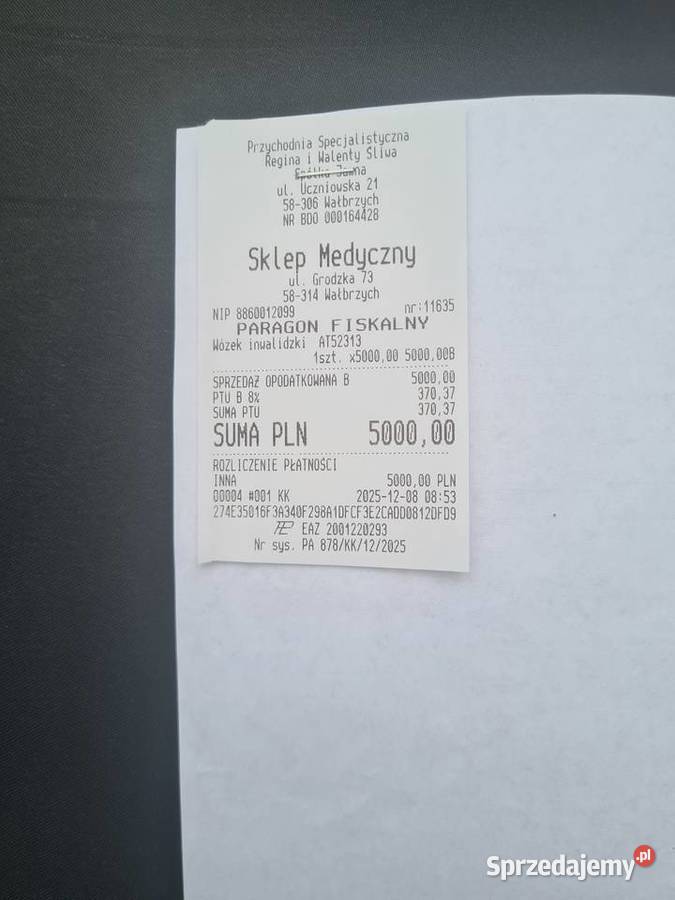 Przychodnia Specjalistyczna
Regina i Walenty Śliwa
Spółka Jawna
ul. Uczniowska 21
58-306 Wałbrzych
NR BDO 000164428
Sklep Medyczny
ul. Grodzka 73
58-314 Wałbrzych
NIP 8860012099 nr:11635
PARAGON FISKALNY
Wózek inwalidzki AT52313
1szt. x5000,00 5000,00B
SPRZEDAŻ OPODATKOWANA B 5000,00
PTU B 8% 370,37
SUMA PTU 370,37
SUMA PLN 5000,00
ROZLICZENIE PŁATNOŚCI
INNA 5000,00 PLN
00004 #001 KK 2025-12-08 08:53
274E35016F3A340F298A1DFCF3E2CADD0812DFD9
EAZ 2001220293
Nr sys. PA 878/KK/12/2025
Sprzedajemy.pl